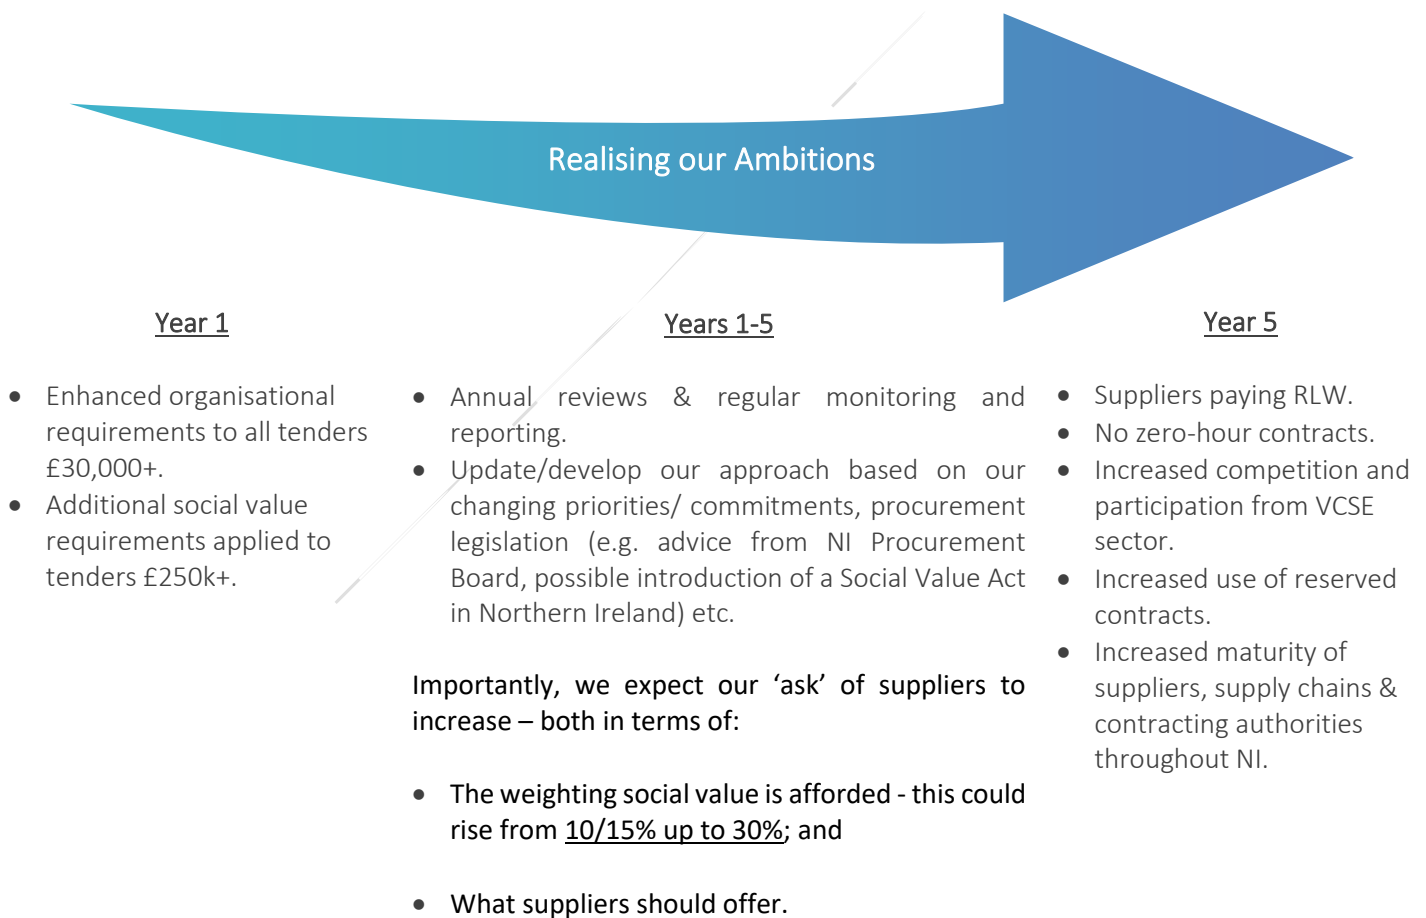 Realising our Ambitions
Year 1
• Enhanced organisational
requirements to all tenders
£30,000+.
• Additional social value
requirements applied to
tenders £250k+.
Years 1-5
• Annual reviews & regular monitoring and
reporting.
• Update/develop our approach based on our
changing priorities/ commitments, procurement
legislation (e.g. advice from NI Procurement
Board, possible introduction of a Social Value Act
in Northern Ireland) etc.
Importantly, we expect our ‘ask’ of suppliers to
increase – both in terms of:
• The weighting social value is afforded - this could
rise from 10/15% up to 30%; and
• What suppliers should offer.
Year 5
• Suppliers paying RLW.
• No zero-hour contracts.
• Increased competition and
participation from VCSE
sector.
• Increased use of reserved
contracts.
• Increased maturity of
suppliers, supply chains &
contracting authorities
throughout NI.